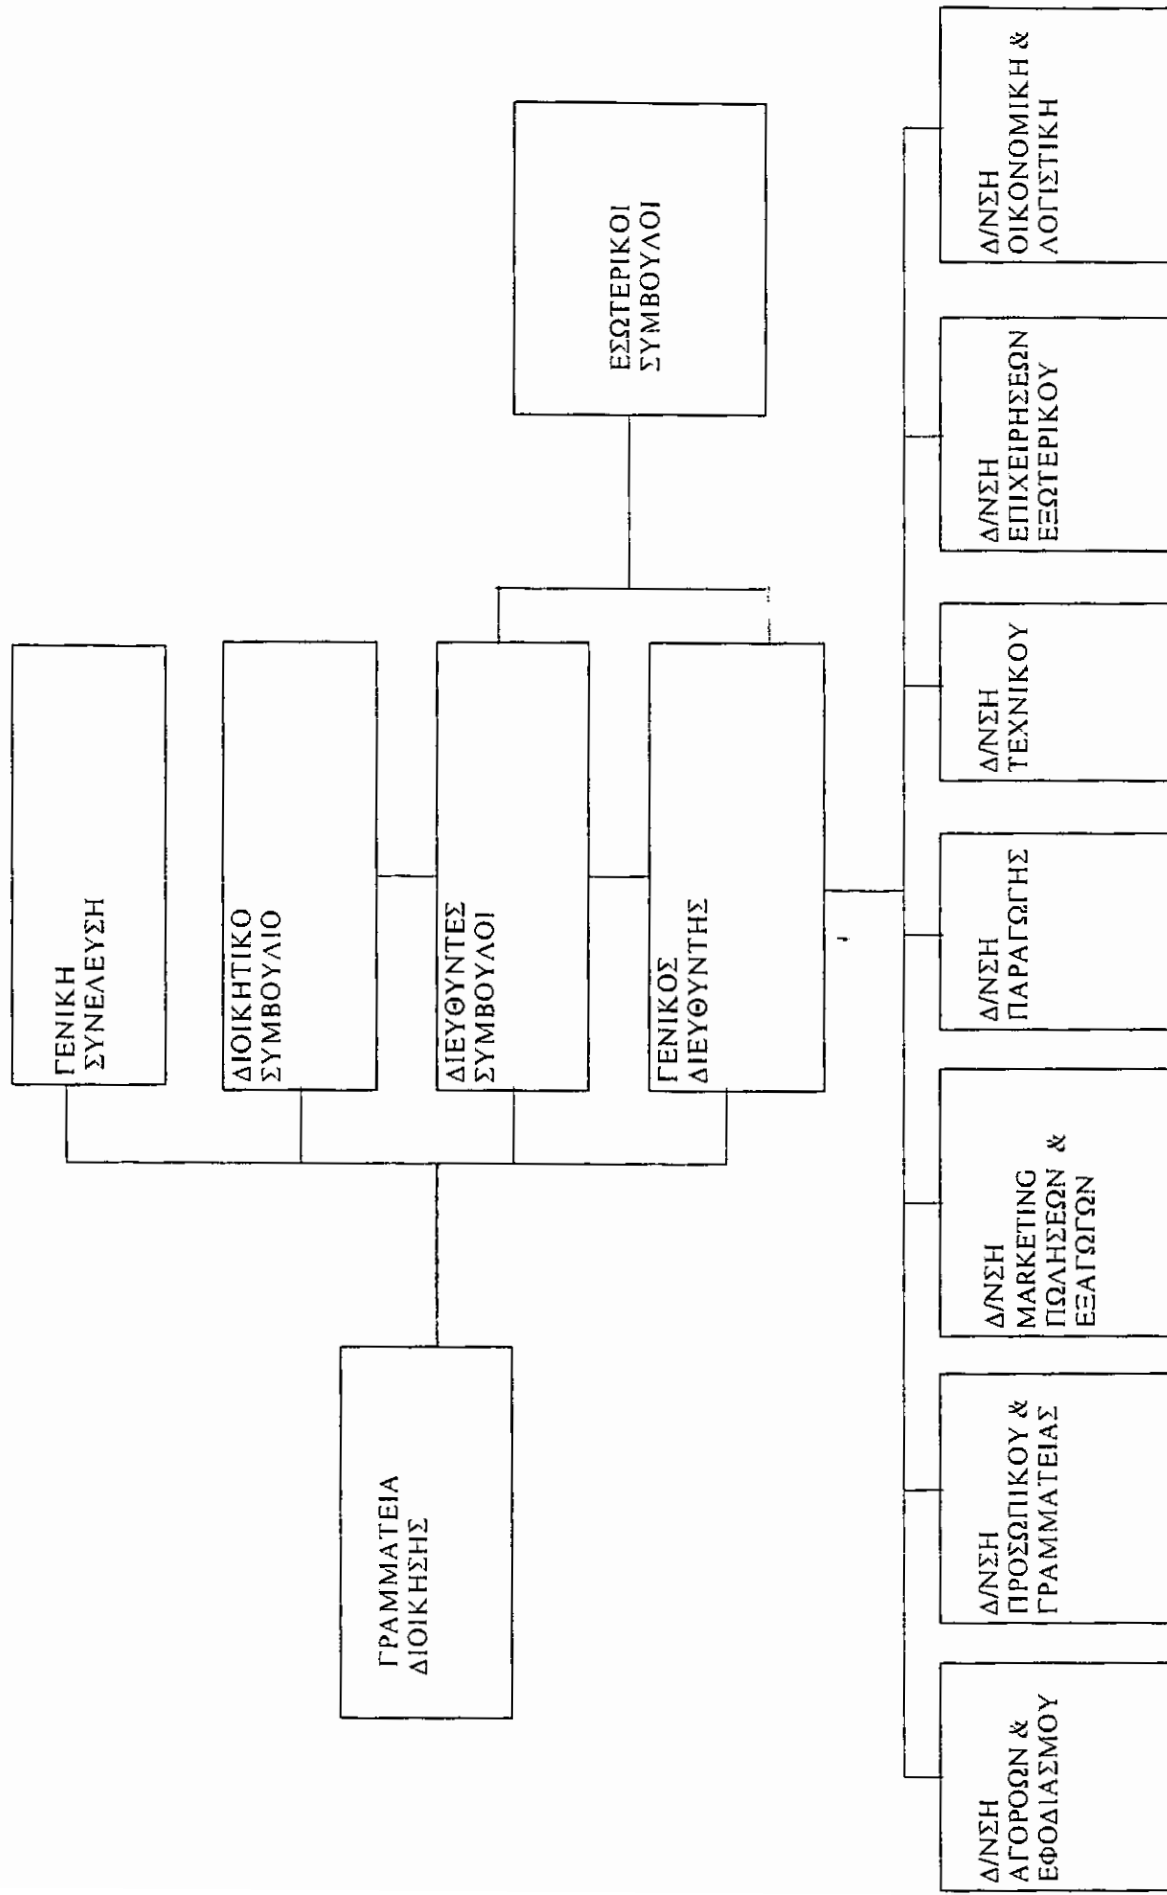 ΓΕΝΙΚΗ
ΣΥΝΕΛΕΥΣΗ
ΔΙΟΙΚΗΤΙΚΟ
ΣΥΜΒΟΥΛΙΟ
ΔΙΕΥΘΥΝΤΕΣ
ΣΥΜΒΟΥΛΟΙ
ΓΕΝΙΚΟΣ
ΔΙΕΥΘΥΝΤΗΣ
ΓΡΑΜΜΑΤΕΙΑ
ΔΙΟΙΚΗΣΗΣ
ΕΣΩΤΕΡΙΚΟΙ
ΣΥΜΒΟΥΛΟΙ
Δ/ΝΣΗ
ΑΓΟΡΟΩΝ &
ΕΦΟΔΙΑΣΜΟΥ
Δ/ΝΣΗ
ΠΡΟΣΩΠΙΚΟΥ &
ΓΡΑΜΜΑΤΕΙΑΣ
Δ/ΝΣΗ
MARKETING
ΠΩΛΗΣΕΩΝ &
ΕΞΑΓΩΓΩΝ
Δ/ΝΣΗ
ΠΑΡΑΓΩΓΗΣ
Δ/ΝΣΗ
ΤΕΧΝΙΚΟΥ
Δ/ΝΣΗ
ΕΠΙΧΕΙΡΗΣΕΩΝ
ΕΞΩΤΕΡΙΚΟΥ
Δ/ΝΣΗ
ΟΙΚΟΝΟΜΙΚΗ &
ΛΟΓΙΣΤΙΚΗ